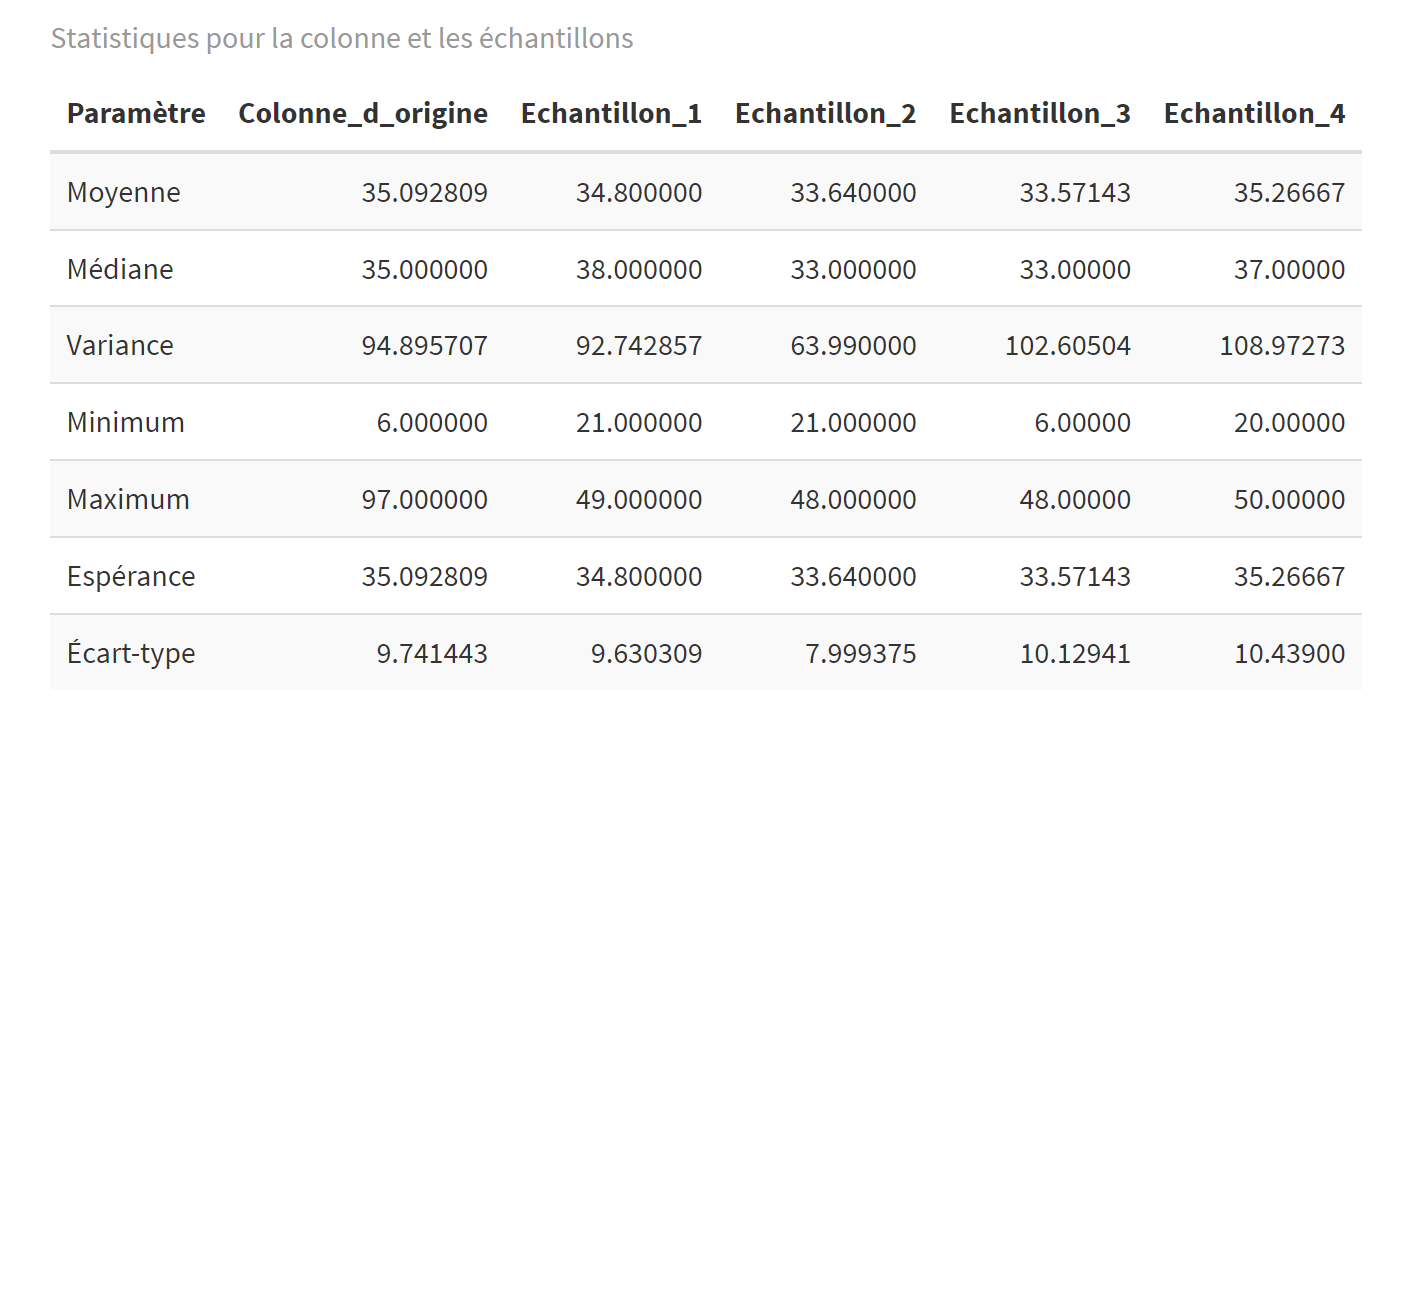 Statistiques pour la colonne et les échantillons
Paramètre Colonne_d_origine Echantillon_1 Echantillon_2 Echantillon_3 Echantillon_4
Moyenne 35.092809 34.800000 33.640000 33.57143 35.26667
Médiane 35.000000 38.000000 33.000000 33.00000 37.00000
Variance 94.895707 92.742857 63.990000 102.60504 108.97273
Minimum 6.000000 21.000000 21.000000 6.00000 20.00000
Maximum 97.000000 49.000000 48.000000 48.00000 50.00000
Espérance 35.092809 34.800000 33.640000 33.57143 35.26667
Écart-type 9.741443 9.630309 7.999375 10.12941 10.43900